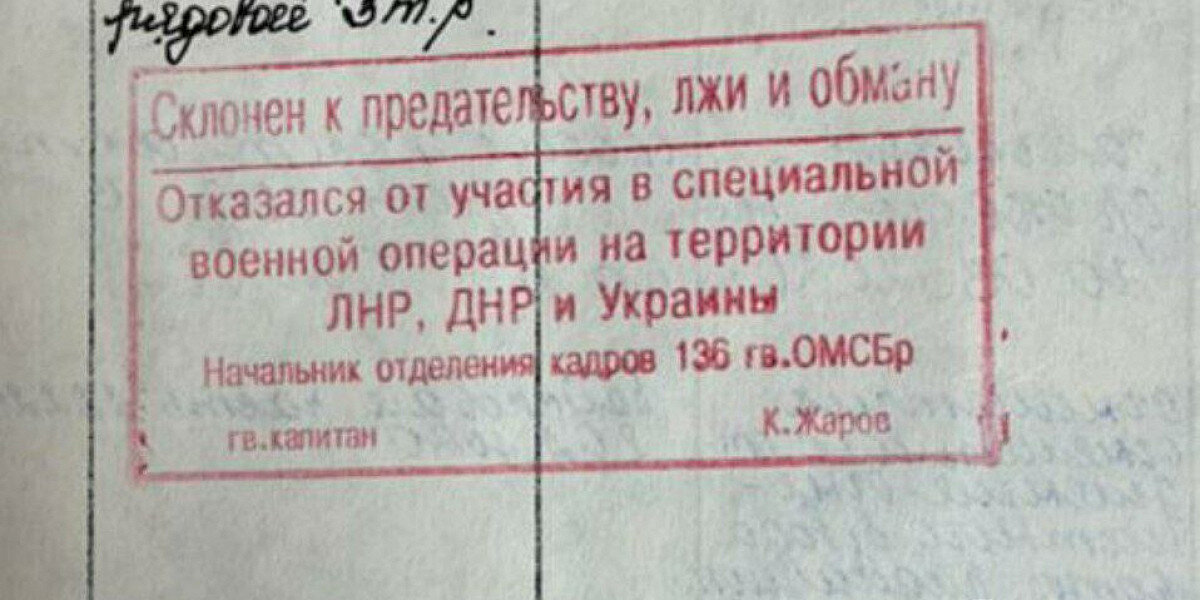 З т.р.
Склонен к предательству, лжи и обману
Отказался от участия в специальной
военной операции на территории
ЛНР, ДНР и Украины
Начальник отделения кадров 136 гв.ОМСБр
гв.капитан К.Жаров